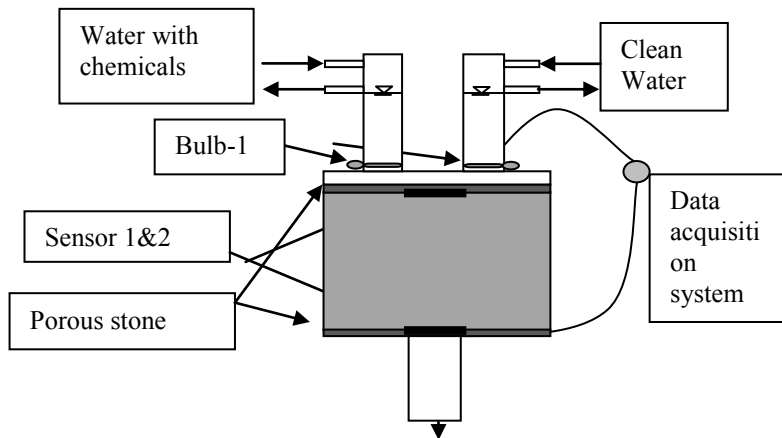 Water with
chemicals
Clean
Water
Bulb-1
Sensor 1&2
Data
acquisiti
on
system
Porous stone